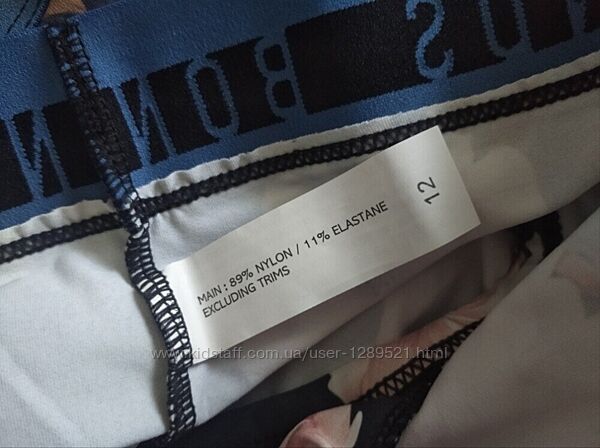 MAIN : 89% NYLON / 11% ELASTANE
EXCLUDING TRIMS
12
www.kidstaff.com.ua/user-1289521.html